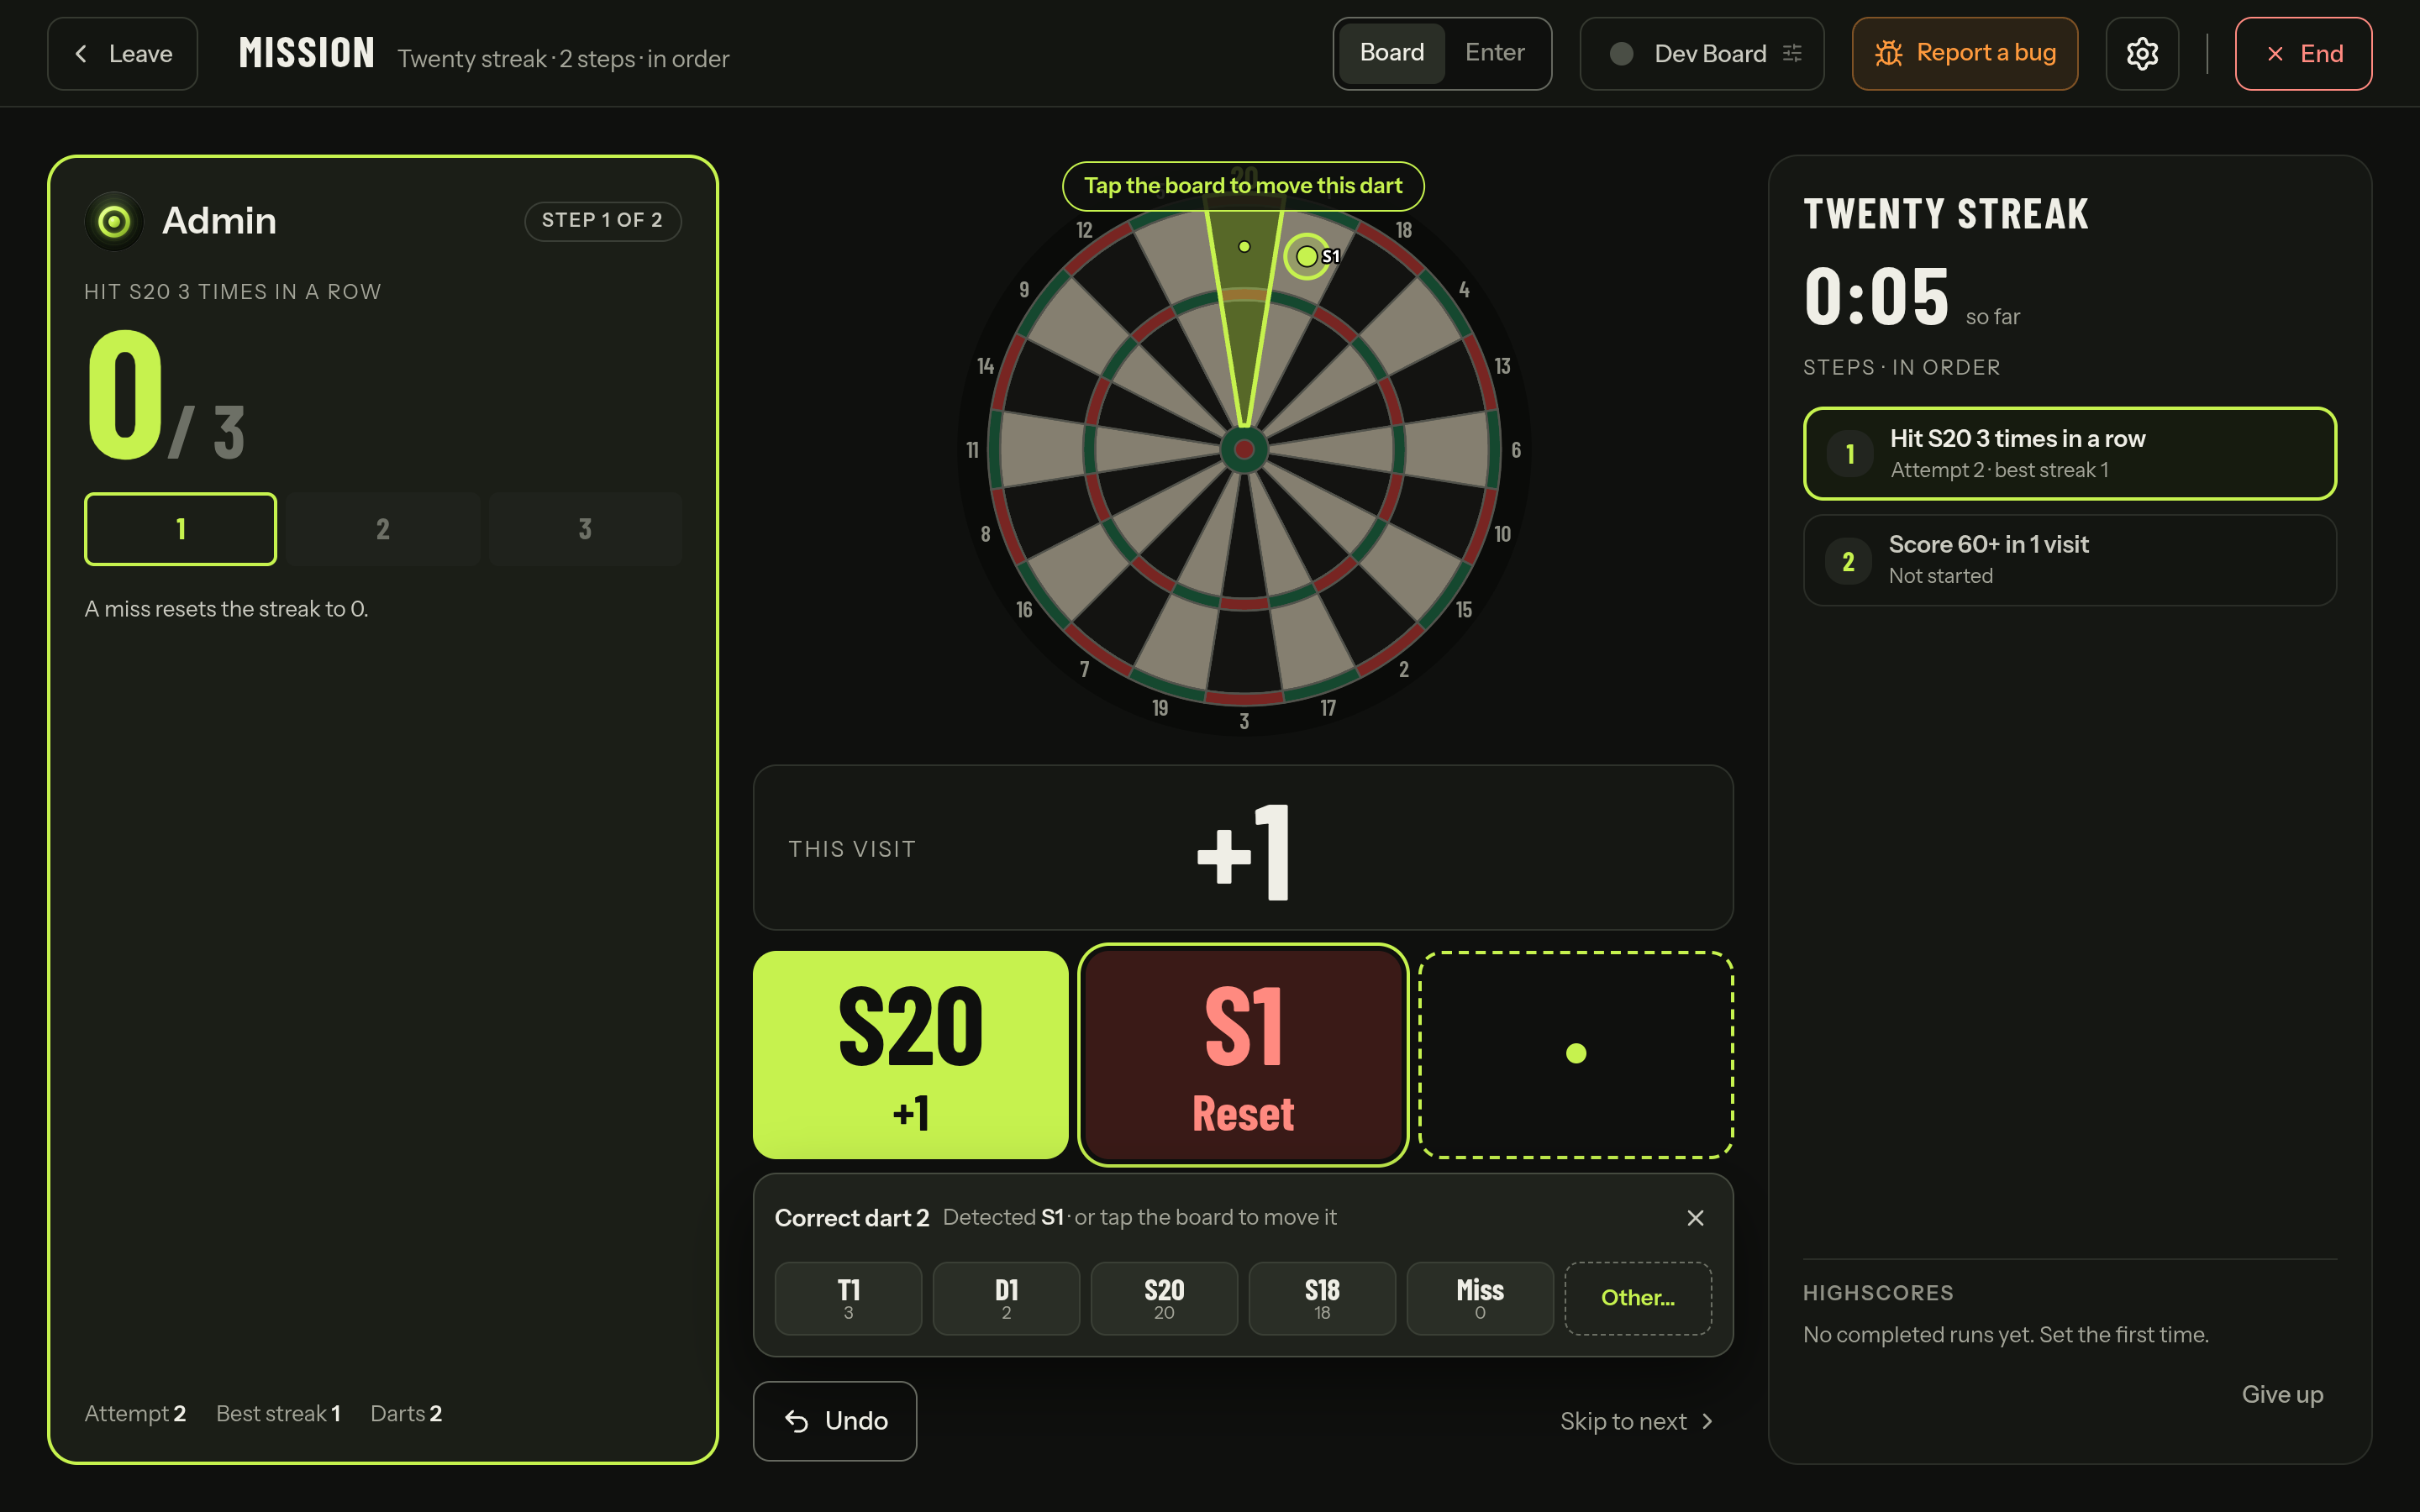 Leave
MISSION
Twenty streak · 2 steps · in order
Board
Enter
Dev Board
Report a bug
End
Admin
STEP 1 OF 2
HIT S20 3 TIMES IN A ROW
0 / 3
1
2
3
A miss resets the streak to 0.
Attempt 2 Best streak 1 Darts 2
Tap the board to move this dart
20
12
18
S1
9
4
14
13
11
6
8
10
16
15
7
2
19
17
3
THIS VISIT
+1
S20
+1
S1
Reset
Correct dart 2 Detected S1 · or tap the board to move it
T1
3
D1
2
S20
20
S18
18
Miss
0
Other...
Undo
Skip to next
TWENTY STREAK
0:05 so far
STEPS · IN ORDER
1
Hit S20 3 times in a row
Attempt 2 · best streak 1
2
Score 60+ in 1 visit
Not started
HIGHSCORES
No completed runs yet. Set the first time.
Give up